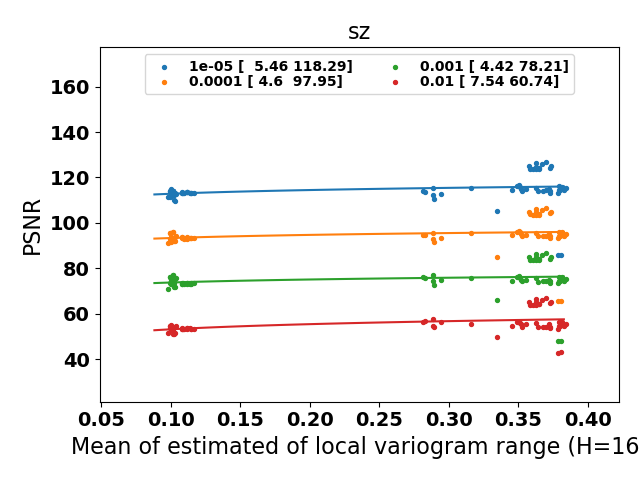 sz
1e-05 [  5.46 118.29]
0.0001 [ 4.6  97.95]
0.001 [ 4.42 78.21]
0.01 [ 7.54 60.74]
PSNR
160
140
120
100
80
60
40
0.05 0.10 0.15 0.20 0.25 0.30 0.35 0.40
Mean of estimated of local variogram range (H=16